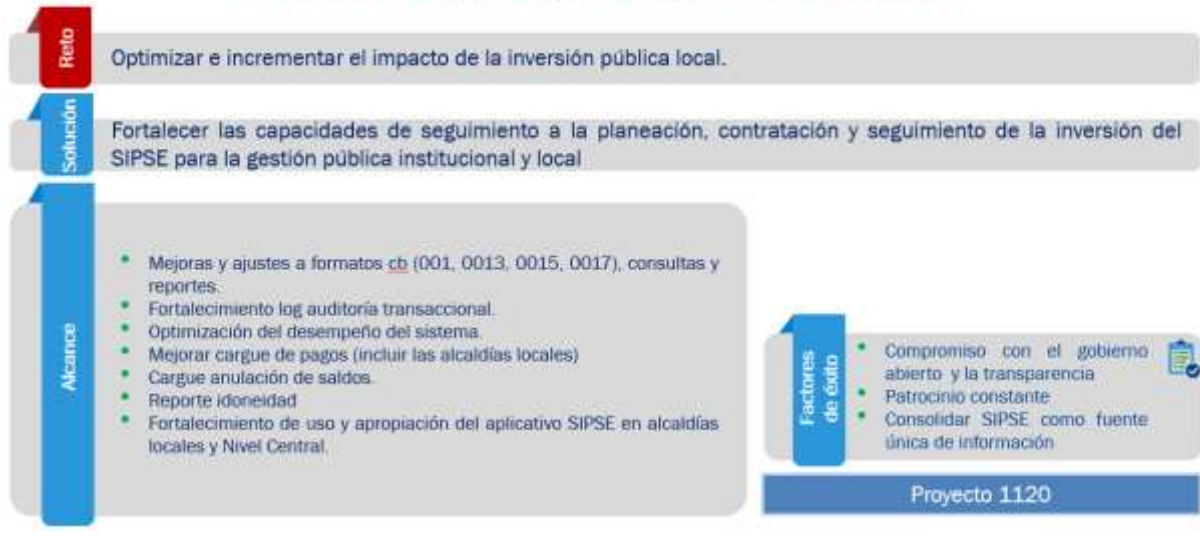 Reto
Optimizar e incrementar el impacto de la inversión pública local.
Solución
Fortalecer las capacidades de seguimiento a la planeación, contratación y seguimiento de la inversión del
SIPSE para la gestión pública institucional y local
Alcance
• Mejoras y ajustes a formatos cb (001, 0013, 0015, 0017), consultas y
reportes.
• Fortalecimiento log auditoría transaccional.
• Optimización del desempeño del sistema.
• Mejorar cargue de pagos (incluir las alcaldías locales)
• Cargue anulación de saldos.
• Reporte idoneidad
• Fortalecimiento de uso y apropiación del aplicativo SIPSE en alcaldías
locales y Nivel Central.
Factores
de éxito
• Compromiso con el gobierno
abierto y la transparencia
• Patrocinio constante
• Consolidar SIPSE como fuente
única de información
Proyecto 1120